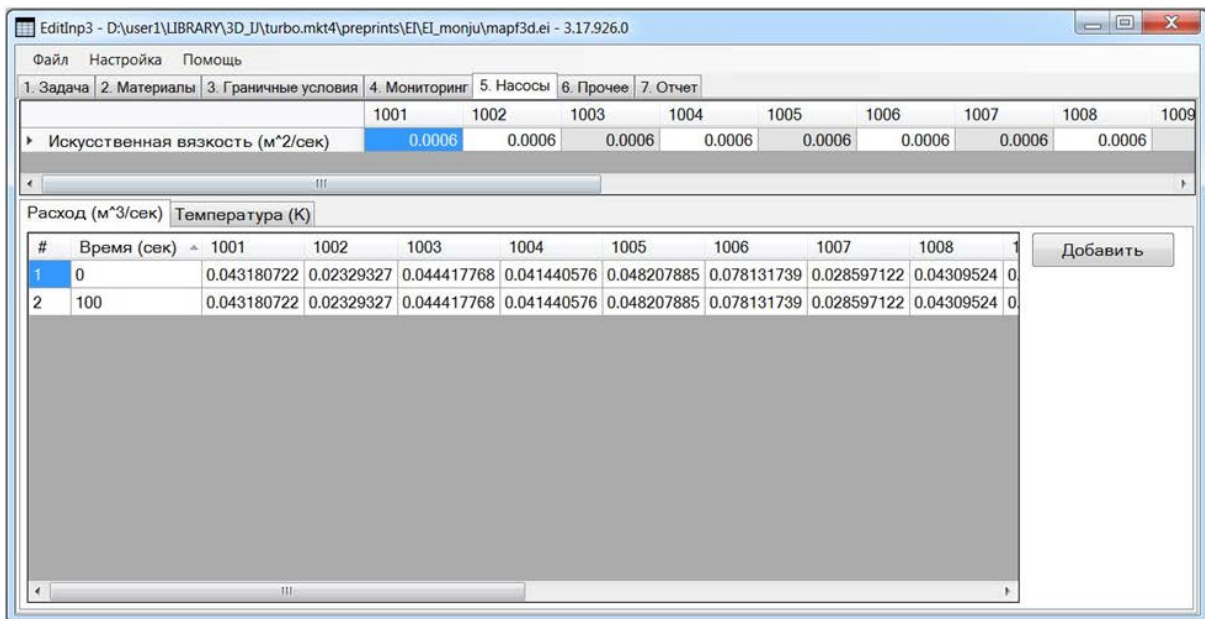 EditInp3 - D:\user1\LIBRARY\3D_IJ\turbo.mkt4\preprints\EI\EI_monju\mapf3d.ei - 3.17.926.0
Файл Настройка Помощь
1. Задача 2. Материалы 3. Граничные условия 4. Мониторинг 5. Насосы 6. Прочее 7. Отчет
1001 1002 1003 1004 1005 1006 1007 1008 1009
Искусственная вязкость (м^2/сек) 0.0006 0.0006 0.0006 0.0006 0.0006 0.0006 0.0006 0.0006
Расход (м^3/сек) Температура (K)
# Время (сек) 1001 1002 1003 1004 1005 1006 1007 1008 1 Добавить
1 0 0.043180722 0.02329327 0.044417768 0.041440576 0.048207885 0.078131739 0.028597122 0.04309524 0.
2 100 0.043180722 0.02329327 0.044417768 0.041440576 0.048207885 0.078131739 0.028597122 0.04309524 0.